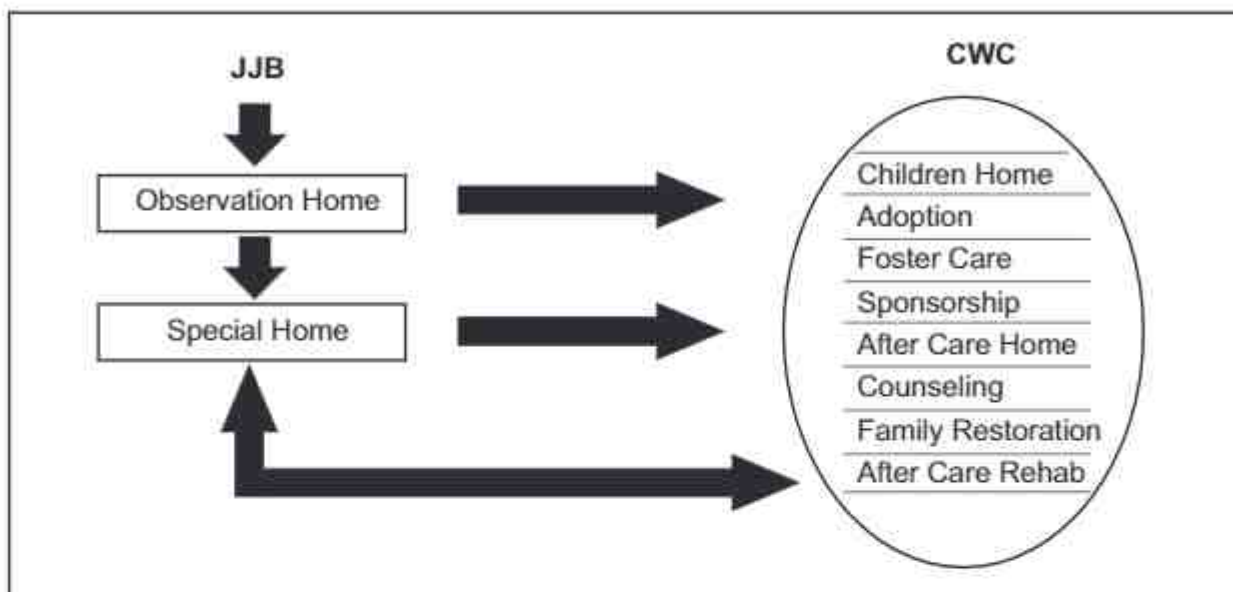 JJB
Observation Home
Special Home
CWC
Children Home
Adoption
Foster Care
Sponsorship
After Care Home
Counseling
Family Restoration
After Care Rehab